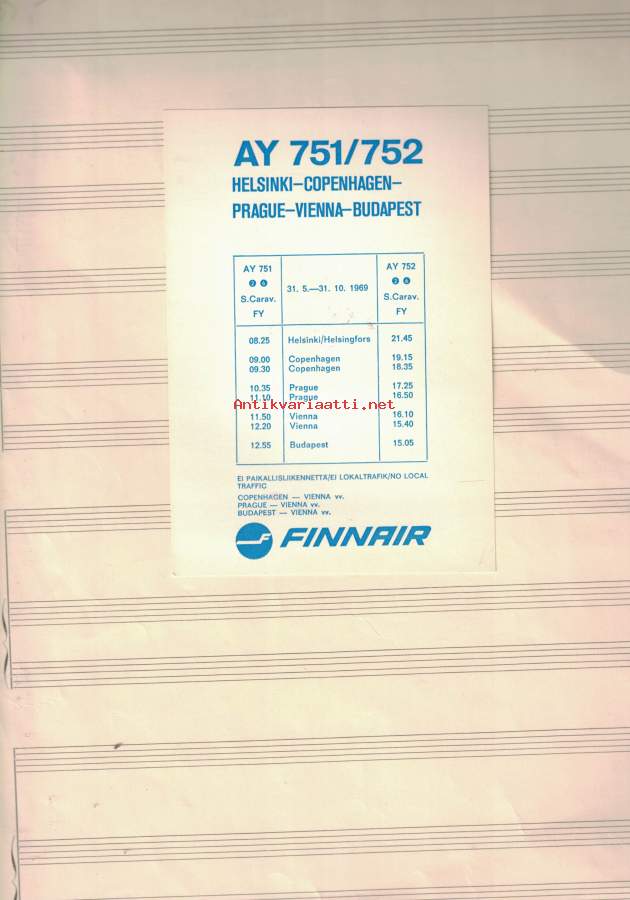 AY 751/752
HELSINKI–COPENHAGEN–
PRAGUE–VIENNA–BUDAPEST
AY 751 AY 752
② ⑥ 31. 5.—31. 10. 1969 ② ⑥
S.Carav. S.Carav.
FY FY
08.25 Helsinki/Helsingfors 21.45
09.00 Copenhagen 19.15
09.30 Copenhagen 18.35
10.35 Prague 17.25
11.10 Prague 16.50
Antikvariaatti.net
11.50 Vienna 16.10
12.20 Vienna 15.40
12.55 Budapest 15.05
EI PAIKALLISLIIKENNETTÄ/EJ LOKALTRAFIK/NO LOCAL
TRAFFIC
COPENHAGEN — VIENNA vv.
PRAGUE — VIENNA vv.
BUDAPEST — VIENNA vv.
FINNAIR